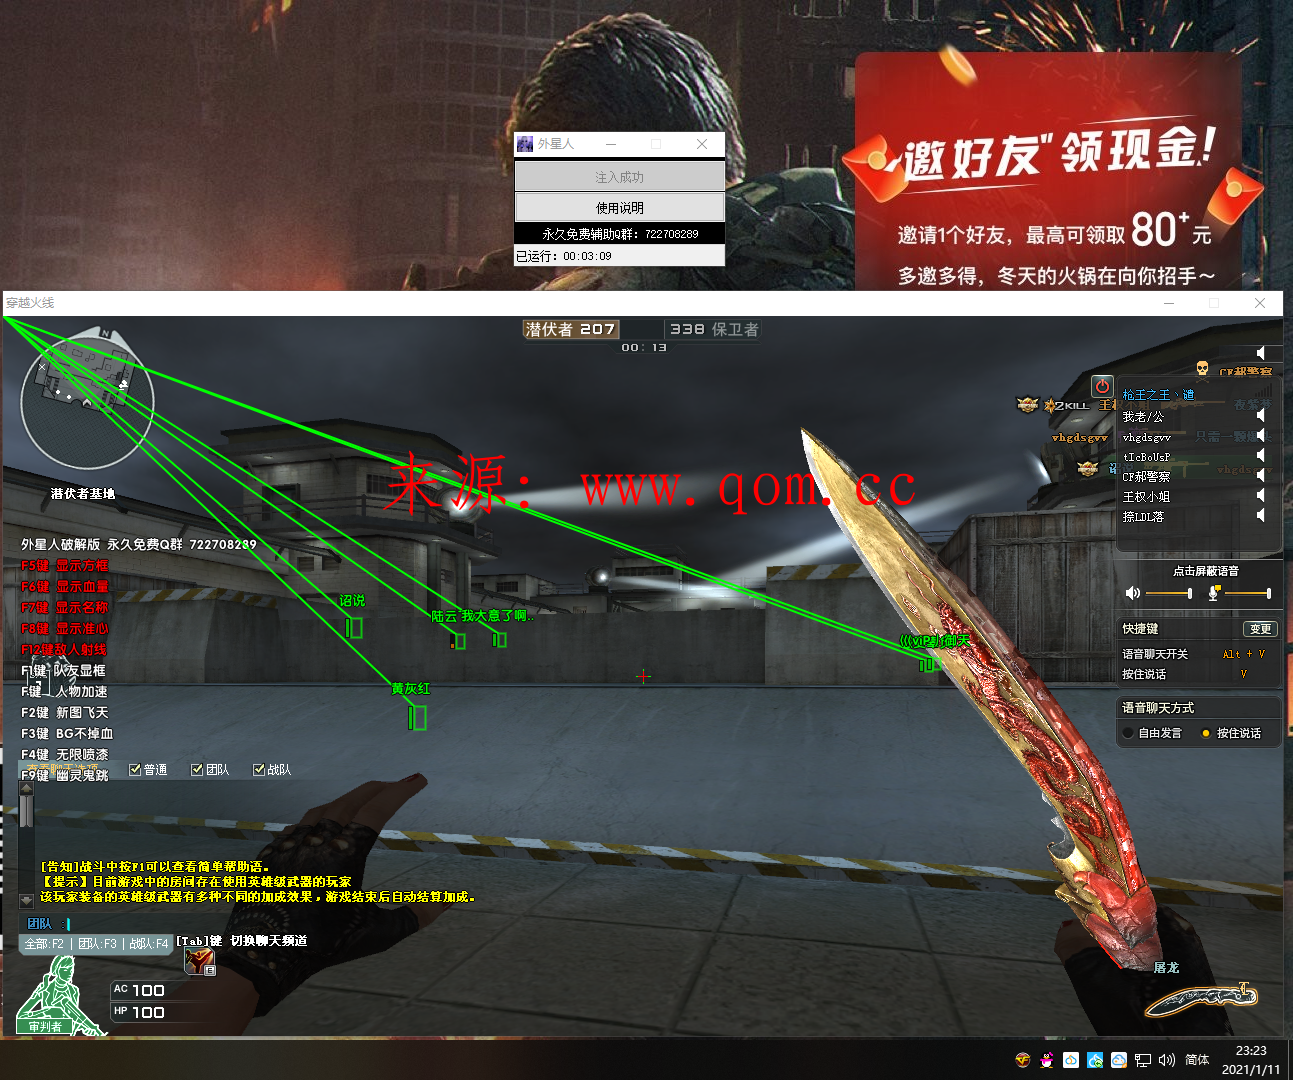 邀好友"领现金!
邀请1个好友，最高可领取80+元
多邀多得，冬天的火锅在向你招手～
外星人
注入成功
使用说明
永久免费辅助Q群：722708289
已运行：00:03:09
穿越火线
潜伏者 207
338 保卫者
00:13
N
潜伏者基地
来源：www.qom.cc
CF郝警察
2KILL 王权
vhgdsgvv
枪王之王丶谴
我老/公
vhgdsgvv
tIcBoUsP
CF郝警察
王权小姐
捺LDL落
点击屏蔽语音
快捷键 变更
语音聊天开关 Alt + V
按住说话 V
语音聊天方式
自由发言 按住说话
外星人破解版 永久免费Q群 722708289
F5键 显示方框
F6键 显示血量
F7键 显示名称
F8键 显示准心
F12键敌人射线
F1键 队友显框
F键 人物加速
F2键 新图飞天
F3键 BG不掉血
F4键 无限喷漆
F9键 幽灵鬼跳
诏说
陆云 我大意了啊..
黄灰红
普通 团队 战队
[告知]战斗中按F1可以查看简单帮助语。
【提示】目前游戏中的房间存在使用英雄级武器的玩家
该玩家装备的英雄级武器有多种不同的加成效果，游戏结束后自动结算加成。
团队 :
全部:F2 | 团队:F3 | 战队:F4
[Tab]键 切换聊天频道
E
AC 100
HP 100
审判者
屠龙
简体
23:23
2021/1/11